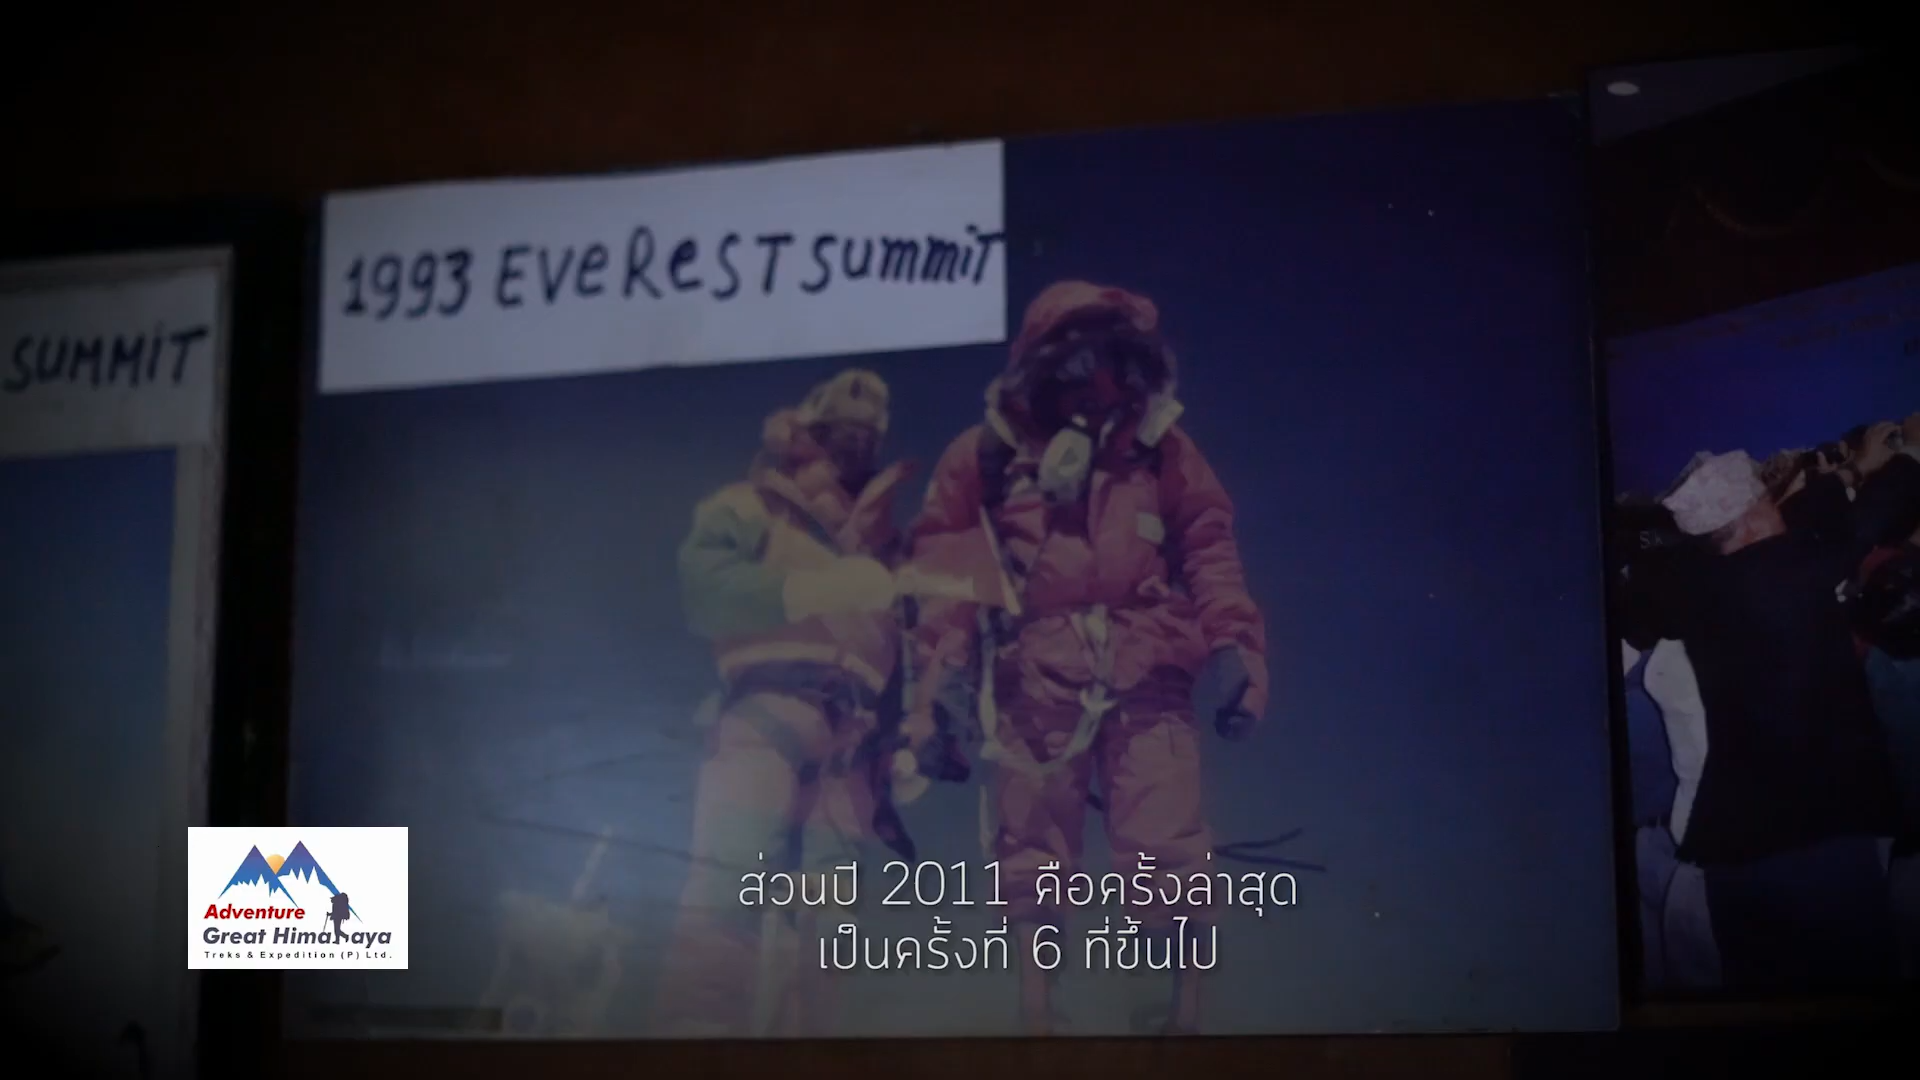 1993 EVEREST SUMMIT
SUMMIT
Adventure
Great Himalaya
Treks & Expedition (P) Ltd.
ส่วนปี 2011 คือครั้งล่าสุด
เป็นครั้งที่ 6 ที่ขึ้นไป